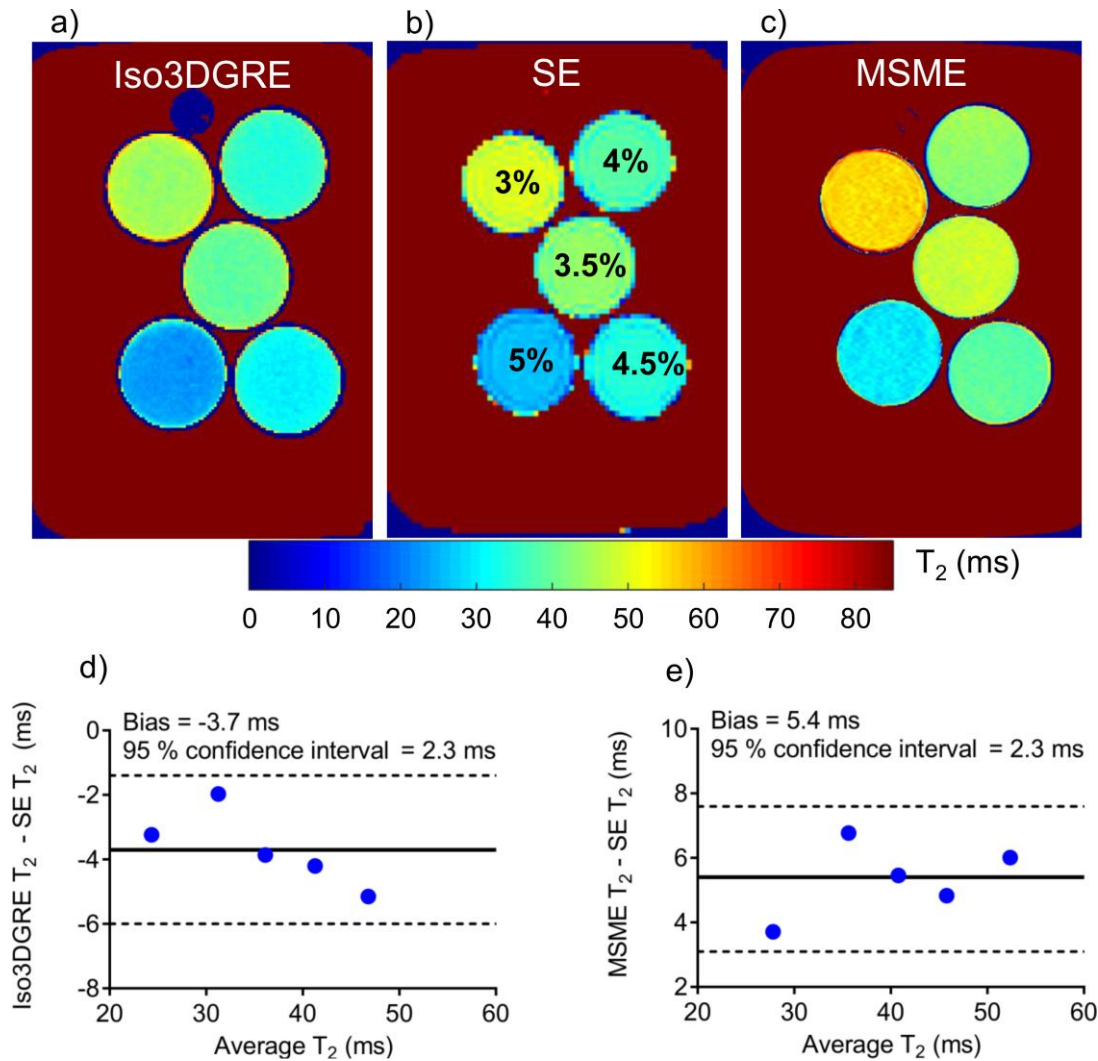 a)
b)
c)
Iso3DGRE
SE
MSME
3%
4%
3.5%
5%
4.5%
T2 (ms)
0 10 20 30 40 50 60 70 80
d)
Bias = -3.7 ms
95 % confidence interval = 2.3 ms
Iso3DGRE T2 - SE T2 (ms)
0
-2
-4
-6
-8
20 30 40 50 60
Average T2 (ms)
e)
Bias = 5.4 ms
95 % confidence interval = 2.3 ms
MSME T2 - SE T2 (ms)
10
8
6
4
2
20 30 40 50 60
Average T2 (ms)